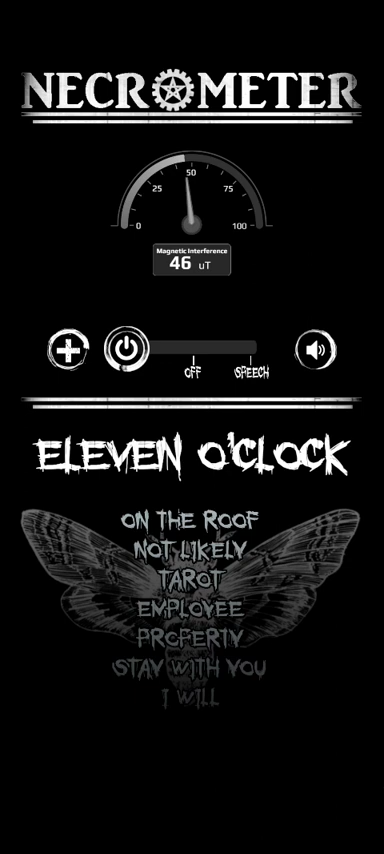 NECROMETER
50
25
75
0
100
Magnetic Interference
46 uT
OFF
SPEECH
ELEVEN O'CLOCK
ON THE ROOF
NOT LIKELY
TAROT
EMPLOYEE
PROPERTY
STAY WITH YOU
I WILL